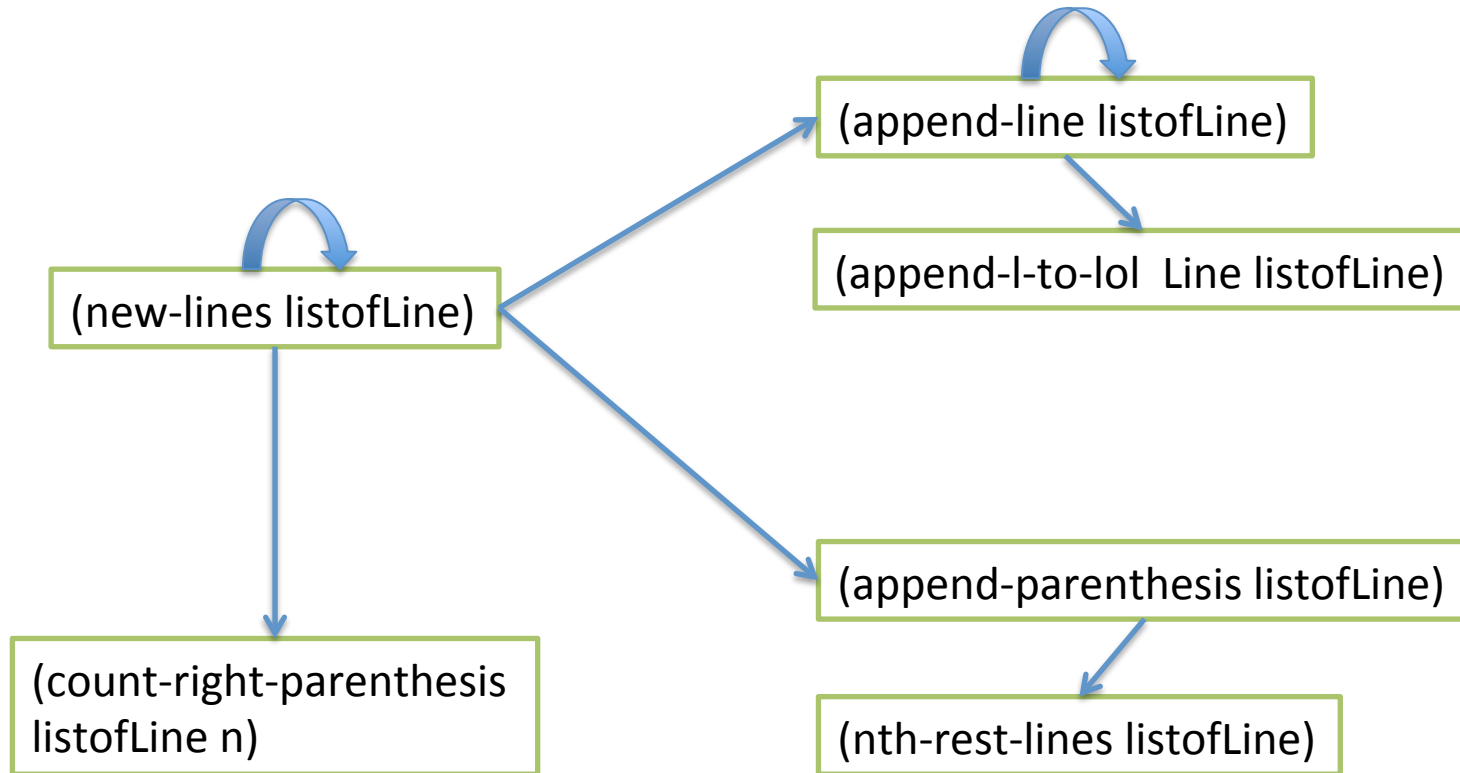 (append-line listofLine)
(append-l-to-lol  Line listofLine)
(new-lines listofLine)
(append-parenthesis listofLine)
(count-right-parenthesis
listofLine n)
(nth-rest-lines listofLine)